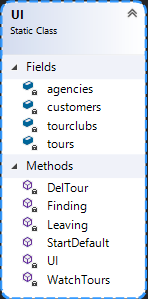 UI
Static Class
Fields
agencies
customers
tourclubs
tours
Methods
DelTour
Finding
Leaving
StartDefault
UI
WatchTours